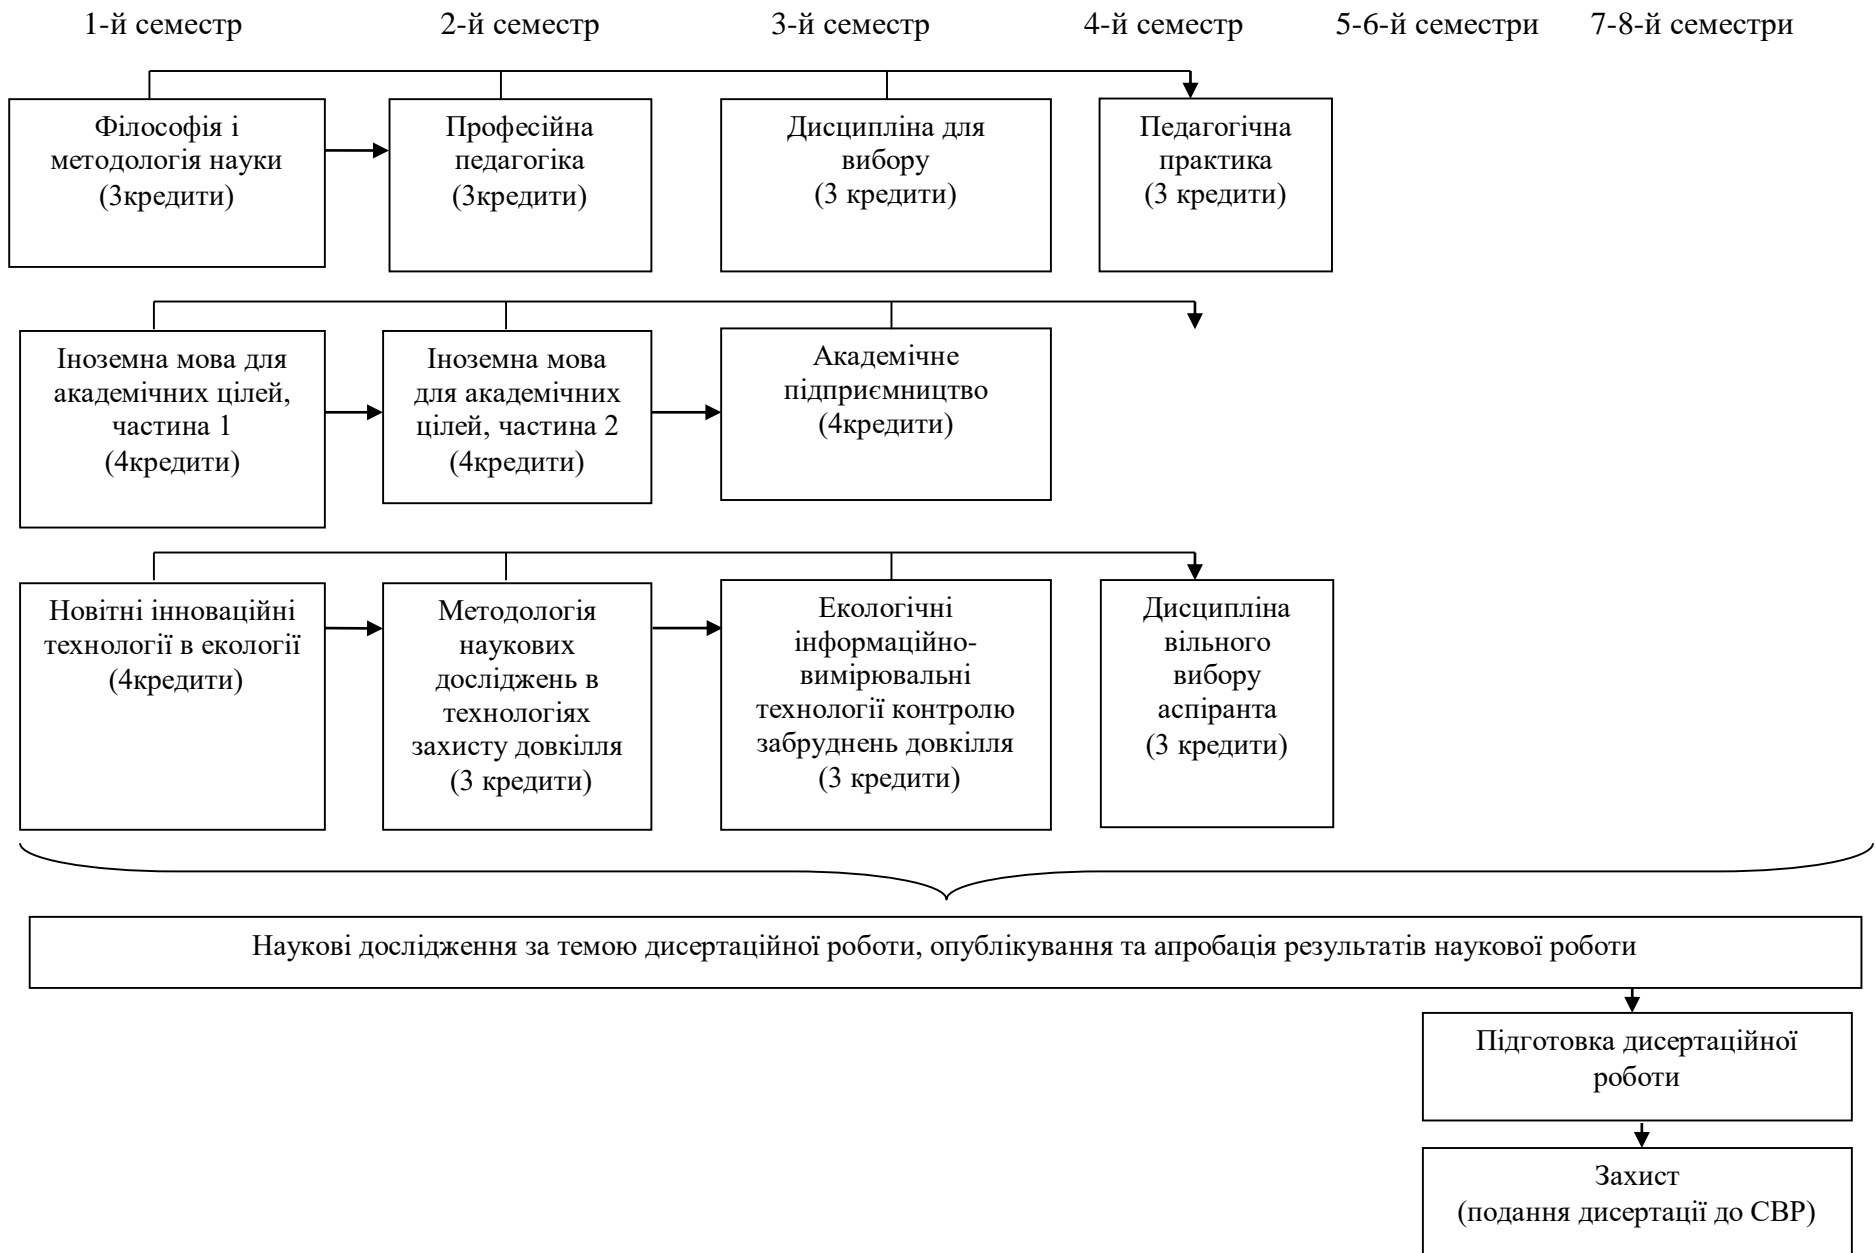 1-й семестр 2-й семестр 3-й семестр 4-й семестр 5-6-й семестри 7-8-й семестри
Філософія і
методологія науки
(3кредити)
Професійна
педагогіка
(3кредити)
Дисципліна для
вибору
(3 кредити)
Педагогічна
практика
(3 кредити)
Іноземна мова для
академічних цілей,
частина 1
(4кредити)
Іноземна мова
для академічних
цілей, частина 2
(4кредити)
Академічне
підприємництво
(4кредити)
Новітні інноваційні
технології в екології
(4кредити)
Методологія
наукових
досліджень в
технологіях
захисту довкілля
(3 кредити)
Екологічні
інформаційно-
вимірювальні
технології контролю
забруднень довкілля
(3 кредити)
Дисципліна
вільного
вибору
аспіранта
(3 кредити)
Наукові дослідження за темою дисертаційної роботи, опублікування та апробація результатів наукової роботи
Підготовка дисертаційної
роботи
Захист
(подання дисертації до СВР)